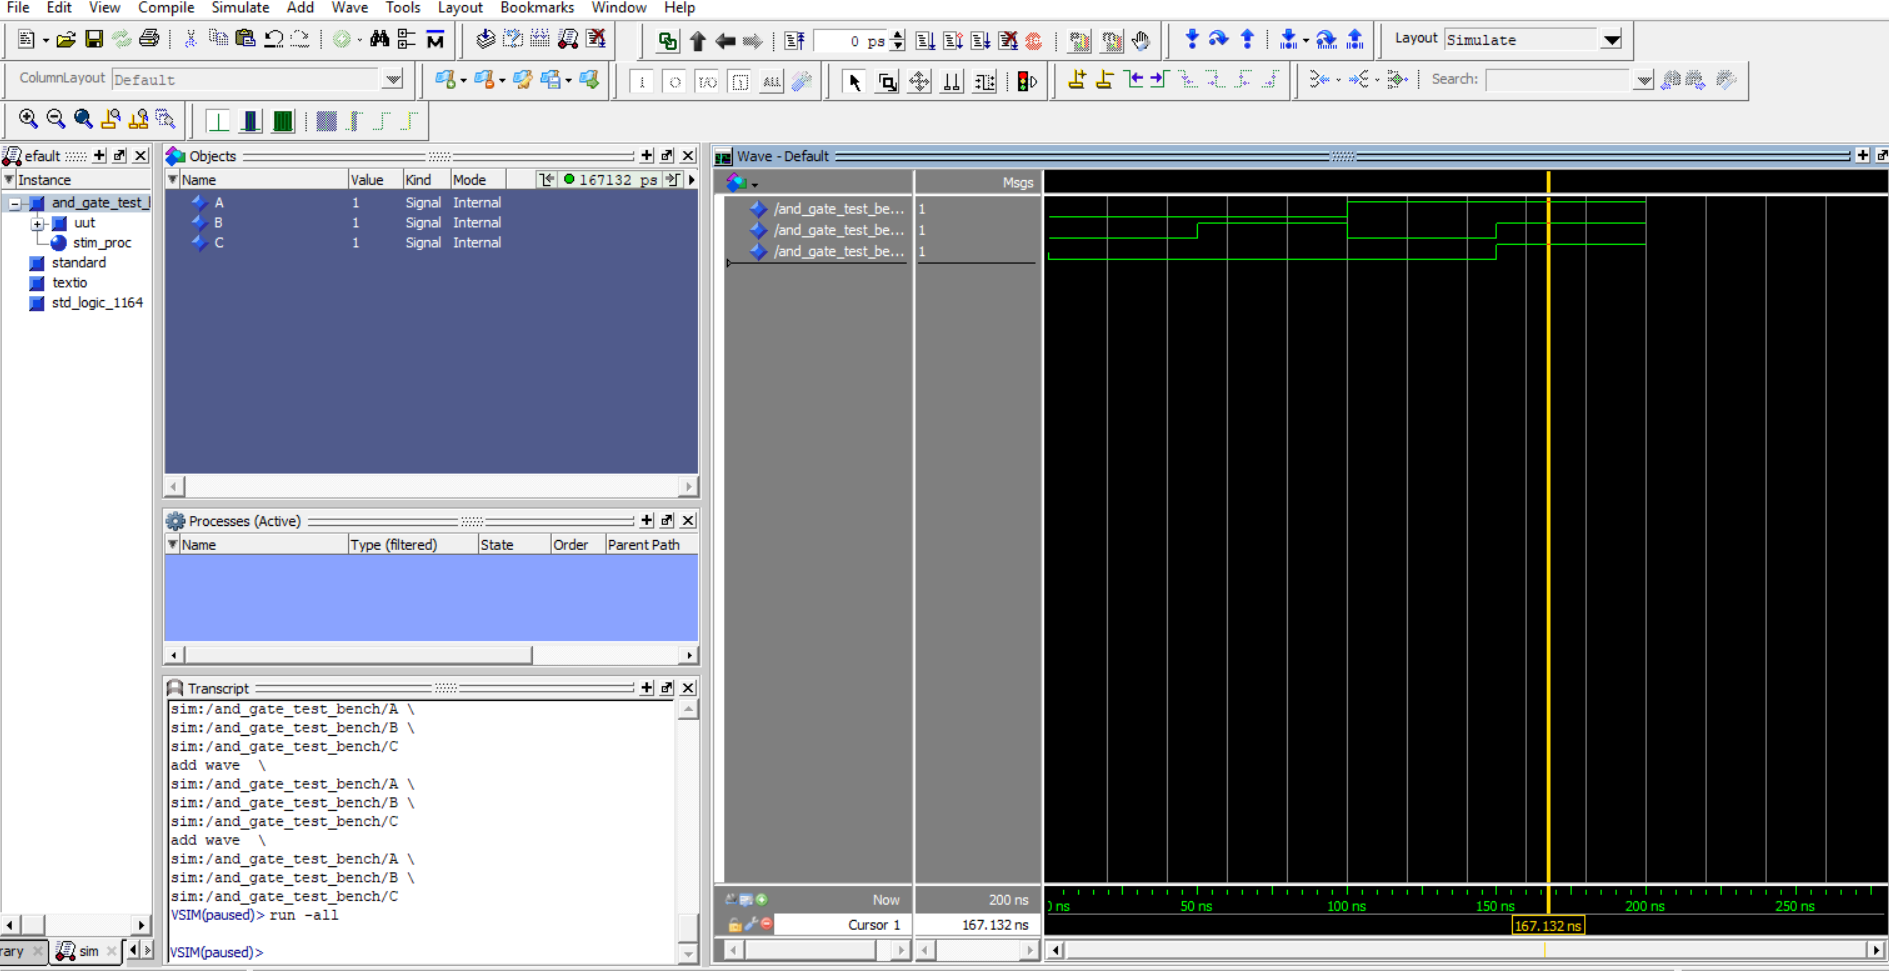 File Edit View Compile Simulate Add Wave Tools Layout Bookmarks Window Help
0 ps
Layout Simulate
ColumnLayout Default
ALL
Search:
efault
Instance
and_gate_test_
uut
stim_proc
standard
textio
std_logic_1164
Objects
Name Value Kind Mode 167132 ps
A 1 Signal Internal
B 1 Signal Internal
C 1 Signal Internal
Processes (Active)
Name Type (filtered) State Order Parent Path
Transcript
sim:/and_gate_test_bench/A \
sim:/and_gate_test_bench/B \
sim:/and_gate_test_bench/C
add wave \
sim:/and_gate_test_bench/A \
sim:/and_gate_test_bench/B \
sim:/and_gate_test_bench/C
add wave \
sim:/and_gate_test_bench/A \
sim:/and_gate_test_bench/B \
sim:/and_gate_test_bench/C
VSIM(paused)> run -all
VSIM(paused)>
rary
sim
Wave - Default
Msgs
/and_gate_test_be... 1
/and_gate_test_be... 1
/and_gate_test_be... 1
Now 200 ns
Cursor 1 167.132 ns
ns 50 ns 100 ns 150 ns 200 ns 250 ns
167.132 ns